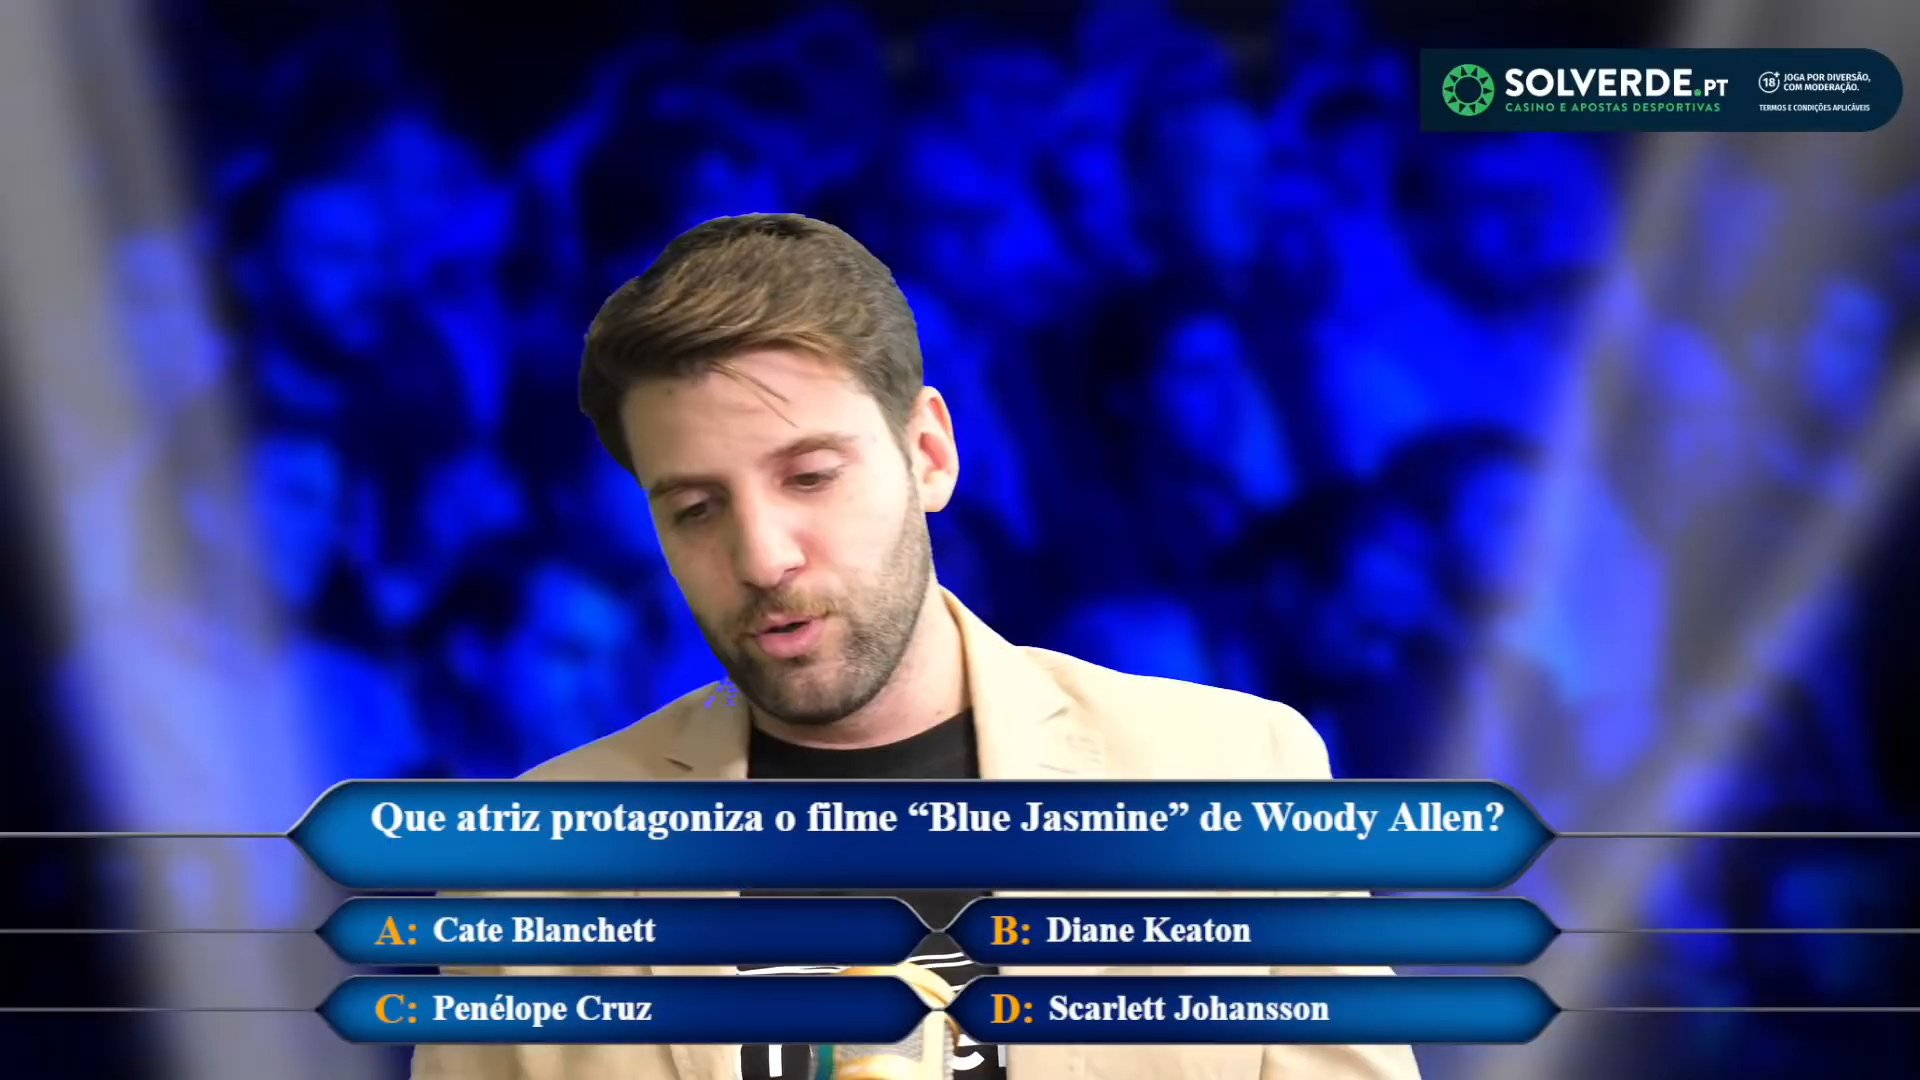 SOLVERDE.PT
CASINO E APOSTAS DESPORTIVAS
18+ JOGA POR DIVERSÃO,
COM MODERAÇÃO.
TERMOS E CONDIÇÕES APLICÁVEIS
Que atriz protagoniza o filme “Blue Jasmine” de Woody Allen?
A: Cate Blanchett
B: Diane Keaton
C: Penélope Cruz
D: Scarlett Johansson